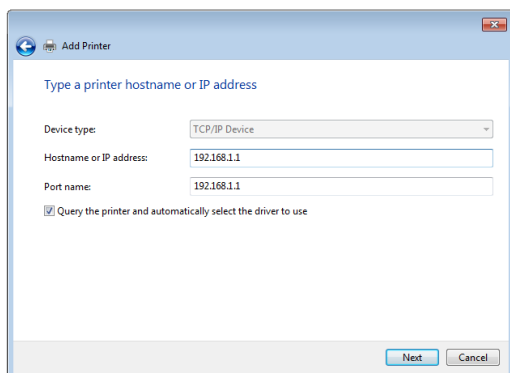 Add Printer
Type a printer hostname or IP address
Device type: TCP/IP Device
Hostname or IP address: 192.168.1.1
Port name: 192.168.1.1
Query the printer and automatically select the driver to use
Next Cancel